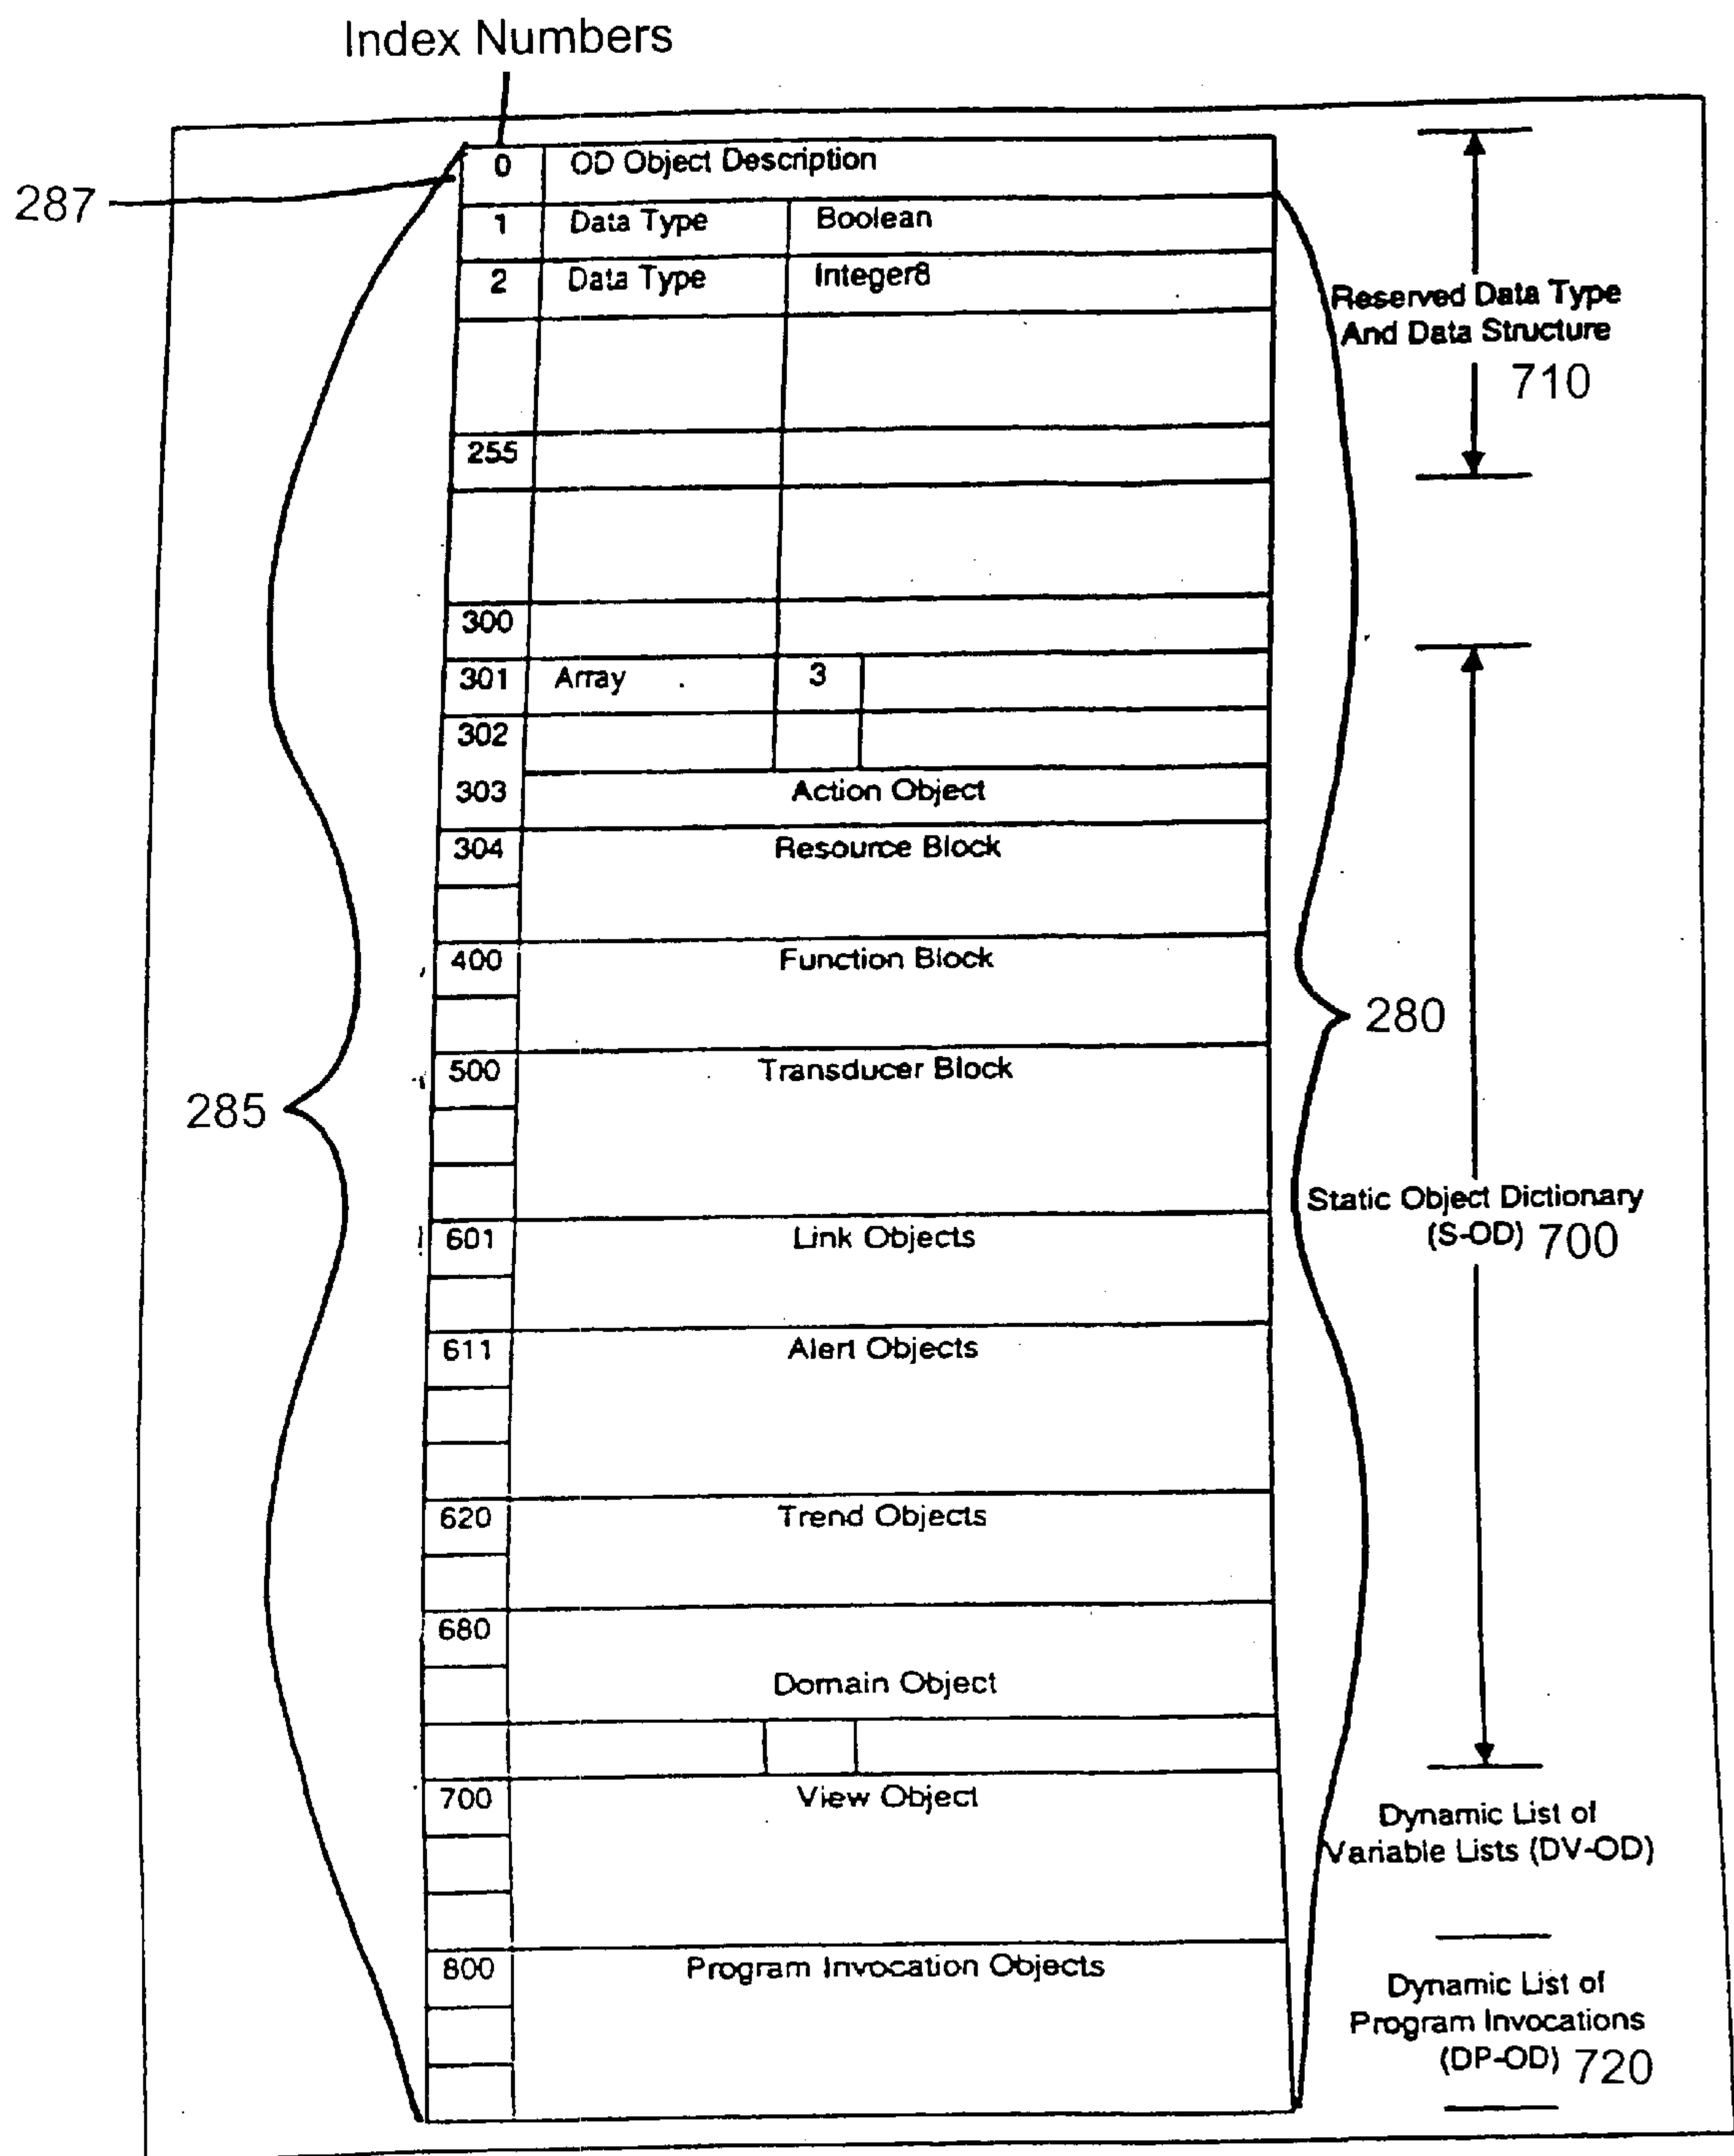 Index Numbers
287
0 OD Object Description
1 Data Type Boolean
2 Data Type Integer8
Reserved Data Type
And Data Structure
710
255
300
301 Array 3
302
303 Action Object
304 Resource Block
400 Function Block
280
500 Transducer Block
285
Static Object Dictionary
(S-OD) 700
601 Link Objects
611 Alert Objects
620 Trend Objects
680
Domain Object
700 View Object
Dynamic List of
Variable Lists (DV-OD)
800 Program Invocation Objects
Dynamic List of
Program Invocations
(DP-OD) 720